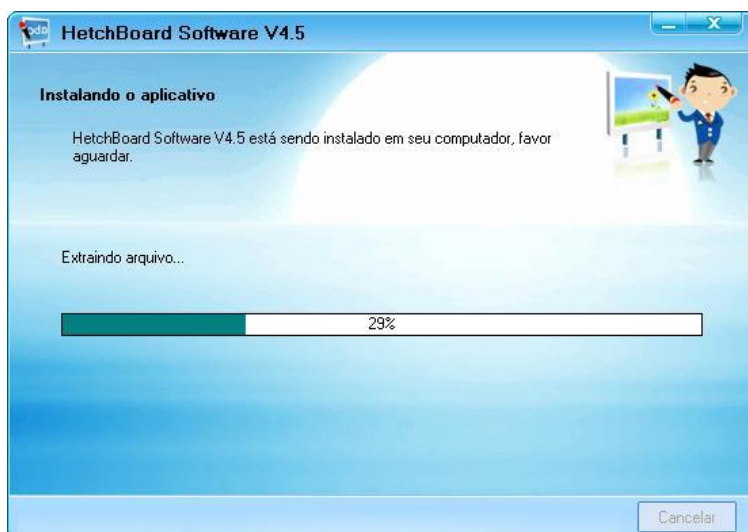 HetchBoard Software V4.5
Instalando o aplicativo
HetchBoard Software V4.5 está sendo instalado em seu computador, favor
aguardar.
Extraindo arquivo...
29%
Cancelar